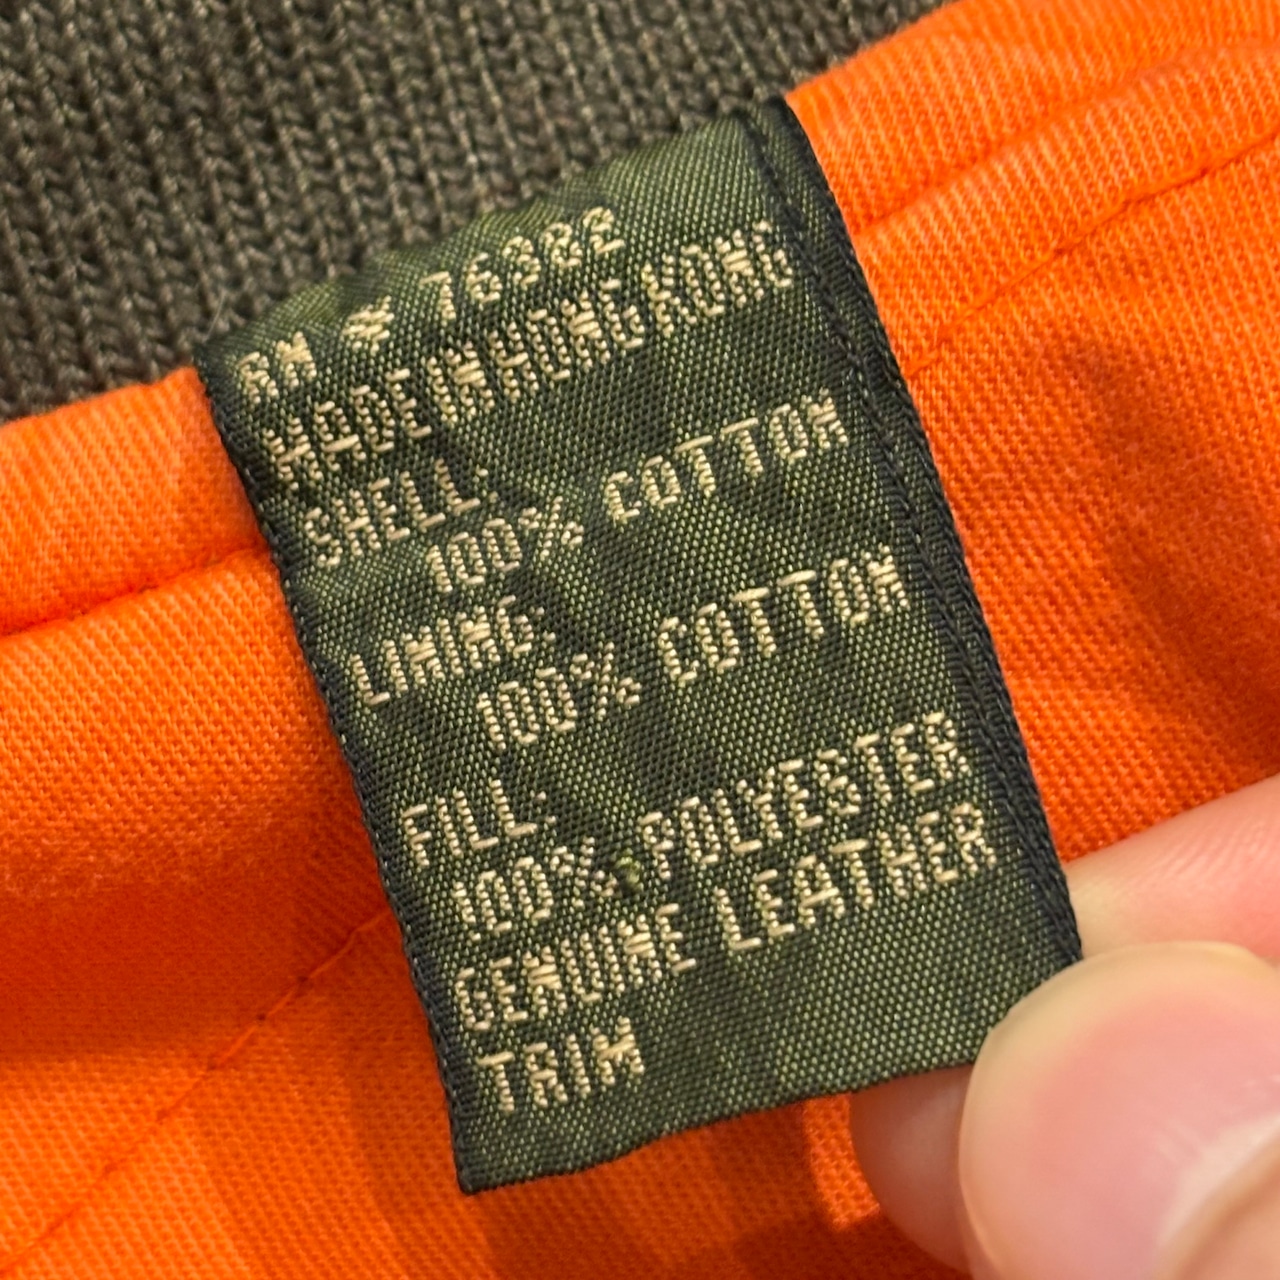 RN # 76382
MADE IN HONG KONG
SHELL:
100% COTTON
LINING:
100% COTTON
FILL:
100% POLYESTER
GENUINE LEATHER
TRIM